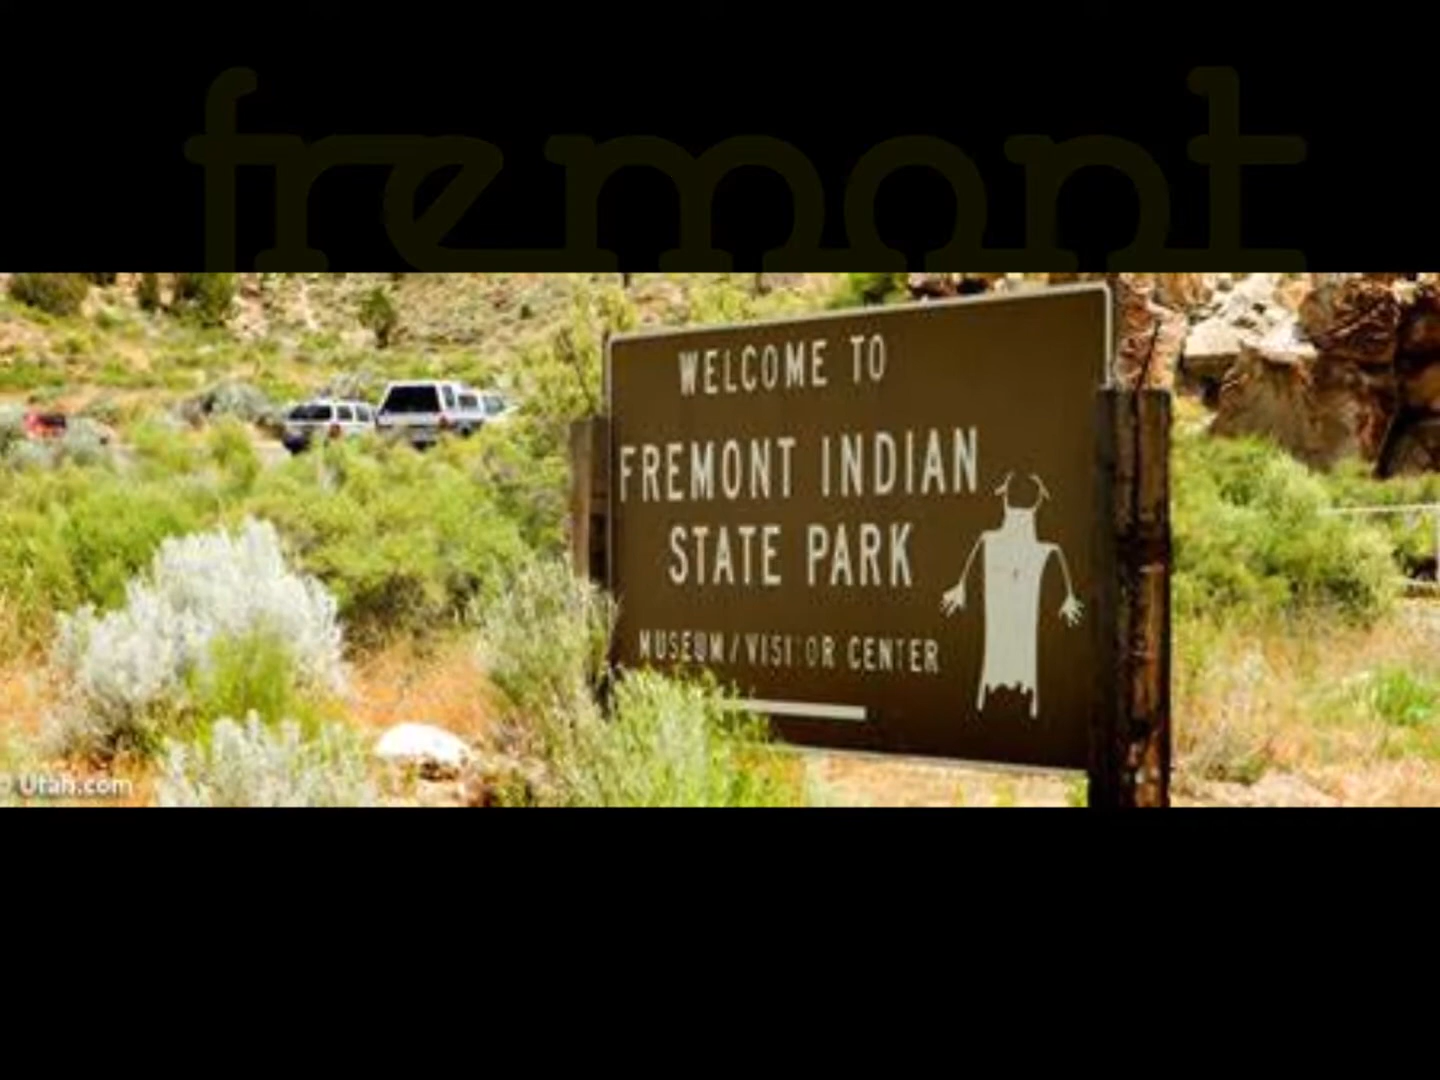 fremont
WELCOME TO
FREMONT INDIAN
STATE PARK
MUSEUM/VISITOR CENTER
© Utah.com